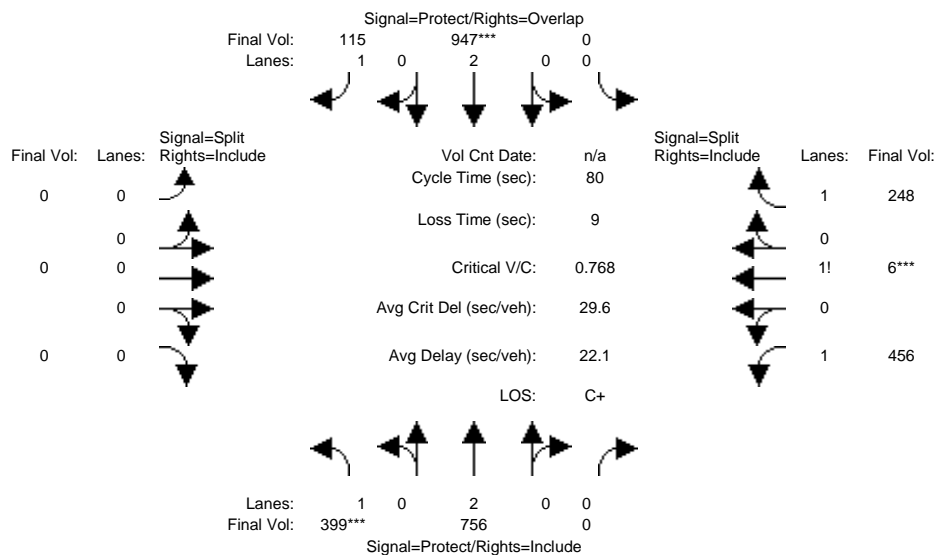 Signal=Protect/Rights=Overlap
Final Vol: 115 947*** 0
Lanes: 1 0 2 0 0
Signal=Split Signal=Split
Final Vol: Lanes: Rights=Include Vol Cnt Date: n/a Rights=Include Lanes: Final Vol:
Cycle Time (sec): 80
0 0 1 248
Loss Time (sec): 9
0 0
0 0 Critical V/C: 0.768 1! 6***
0 Avg Crit Del (sec/veh): 29.6 0
0 0 Avg Delay (sec/veh): 22.1 1 456
LOS: C+
Lanes: 1 0 2 0 0
Final Vol: 399*** 756 0
Signal=Protect/Rights=Include